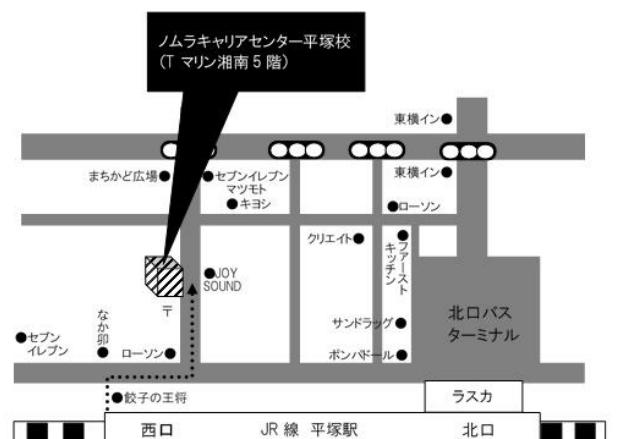 ノムラキャリアセンター平塚校
(T マリン湘南５階)
東横イン
まちかど広場
セブンイレブン
マツモト
キヨシ
東横イン
ローソン
クリエイト
ファースト
キッチン
JOY
SOUND
〒
セブン
イレブン
なか卯
ローソン
サンドラッグ
ポンパドール
北口バス
ターミナル
餃子の王将
ラスカ
西口
JR 線 平塚駅
北口